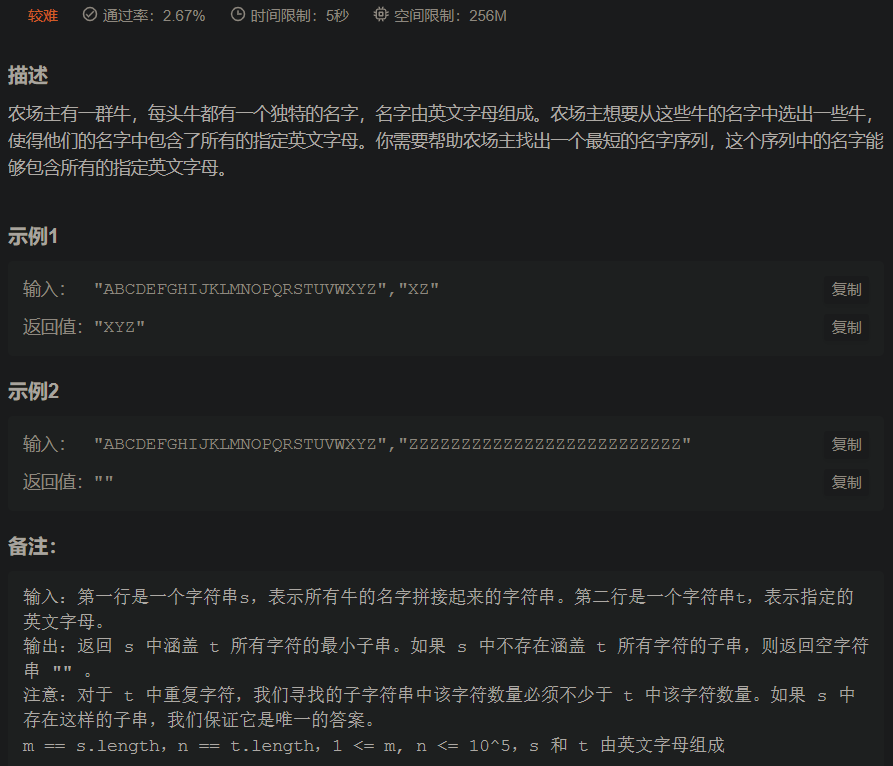 较难 通过率：2.67% 时间限制：5秒 空间限制：256M
描述
农场主有一群牛，每头牛都有一个独特的名字，名字由英文字母组成。农场主想要从这些牛的名字中选出一些牛，
使得他们的名字中包含了所有的指定英文字母。你需要帮助农场主找出一个最短的名字序列，这个序列中的名字能
够包含所有的指定英文字母。
示例1
输入： "ABCDEFGHIJKLMNOPQRSTUVWXYZ","XZ" 复制
返回值："XYZ" 复制
示例2
输入： "ABCDEFGHIJKLMNOPQRSTUVWXYZ","ZZZZZZZZZZZZZZZZZZZZZZZZZZ" 复制
返回值："" 复制
备注：
输入：第一行是一个字符串s，表示所有牛的名字拼接起来的字符串。第二行是一个字符串t，表示指定的
英文字母。
输出：返回 s 中涵盖 t 所有字符的最小子串。如果 s 中不存在涵盖 t 所有字符的子串，则返回空字符
串 "" 。
注意：对于 t 中重复字符，我们寻找的子字符串中该字符数量必须不少于 t 中该字符数量。如果 s 中
存在这样的子串，我们保证它是唯一的答案。
m == s.length，n == t.length，1 <= m, n <= 10^5，s 和 t 由英文字母组成